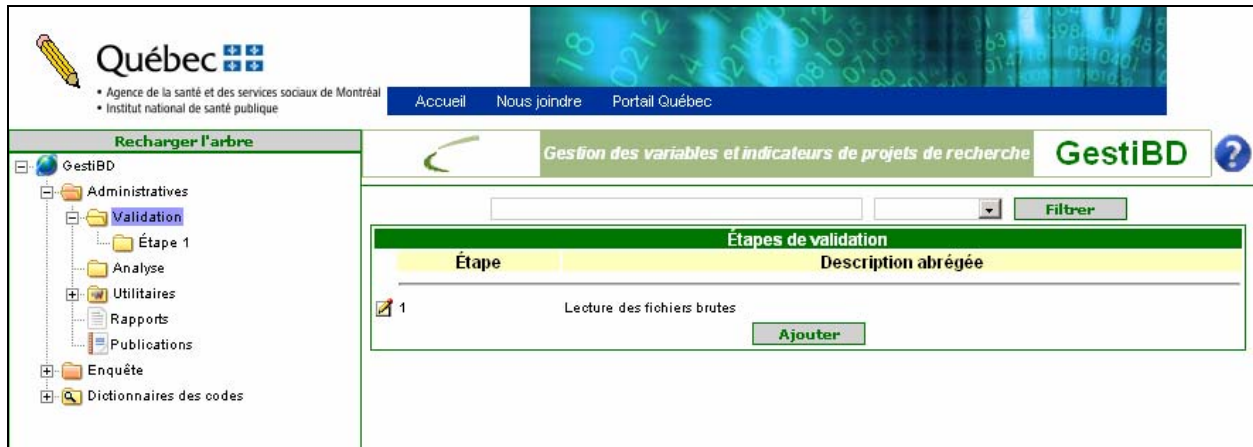 Québec
• Agence de la santé et des services sociaux de Montréal
• Institut national de santé publique
Accueil Nous joindre Portail Québec
Recharger l'arbre
GestiBD
Administratives
Validation
Étape 1
Analyse
Utilitaires
Rapports
Publications
Enquête
Dictionnaires des codes
Gestion des variables et indicateurs de projets de recherche GestiBD ?
Filtrer
Étapes de validation
Étape Description abrégée
1 Lecture des fichiers brutes
Ajouter